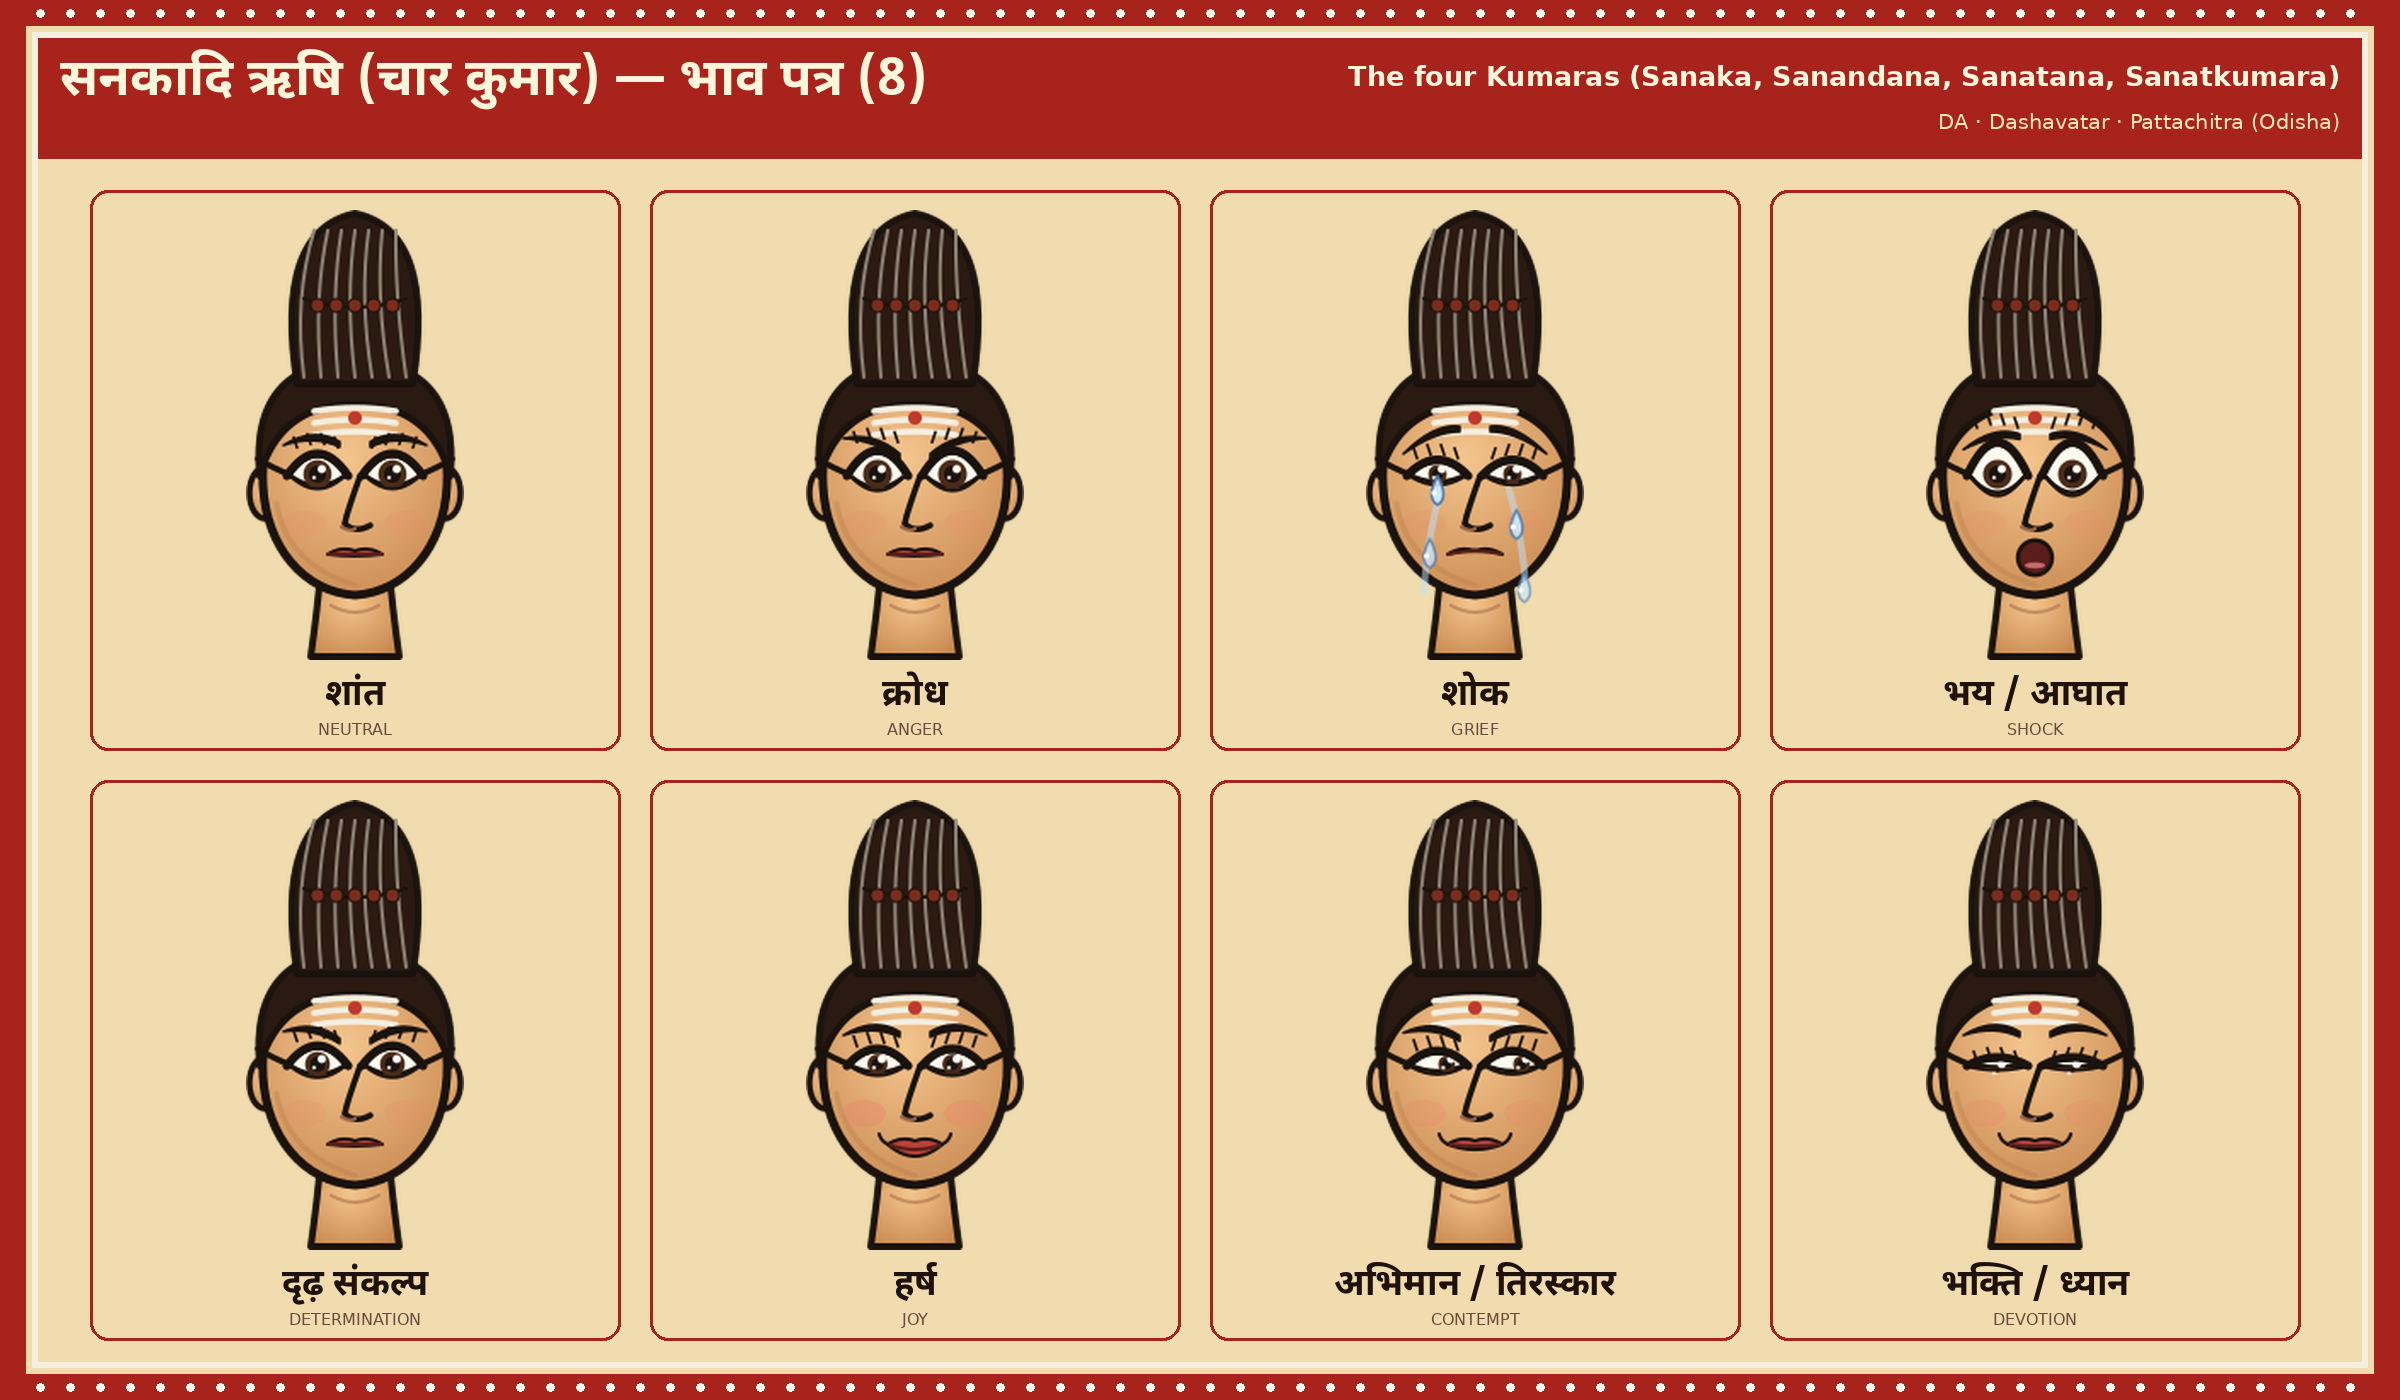 सनकादि ऋषि (चार कुमार) — भाव पत्र (8)
The four Kumaras (Sanaka, Sanandana, Sanatana, Sanatkumara)
DA · Dashavatar · Pattachitra (Odisha)
शांत
NEUTRAL
क्रोध
ANGER
शोक
GRIEF
भय / आघात
SHOCK
दृढ़ संकल्प
DETERMINATION
हर्ष
JOY
अभिमान / तिरस्कार
CONTEMPT
भक्ति / ध्यान
DEVOTION